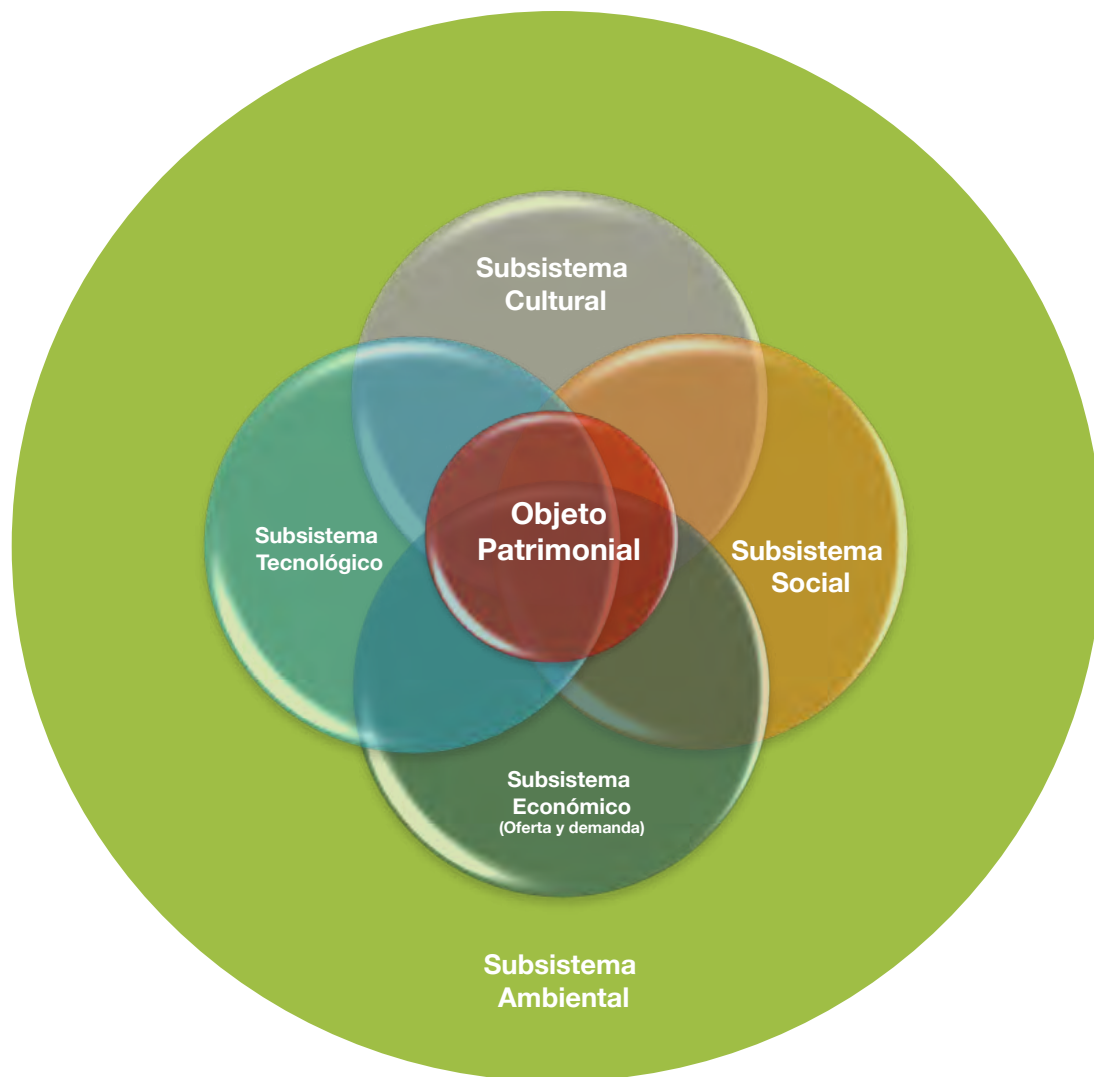 Subsistema
Cultural
Subsistema
Tecnológico
Objeto
Patrimonial
Subsistema
Social
Subsistema
Económico
(Oferta y demanda)
Subsistema
Ambiental